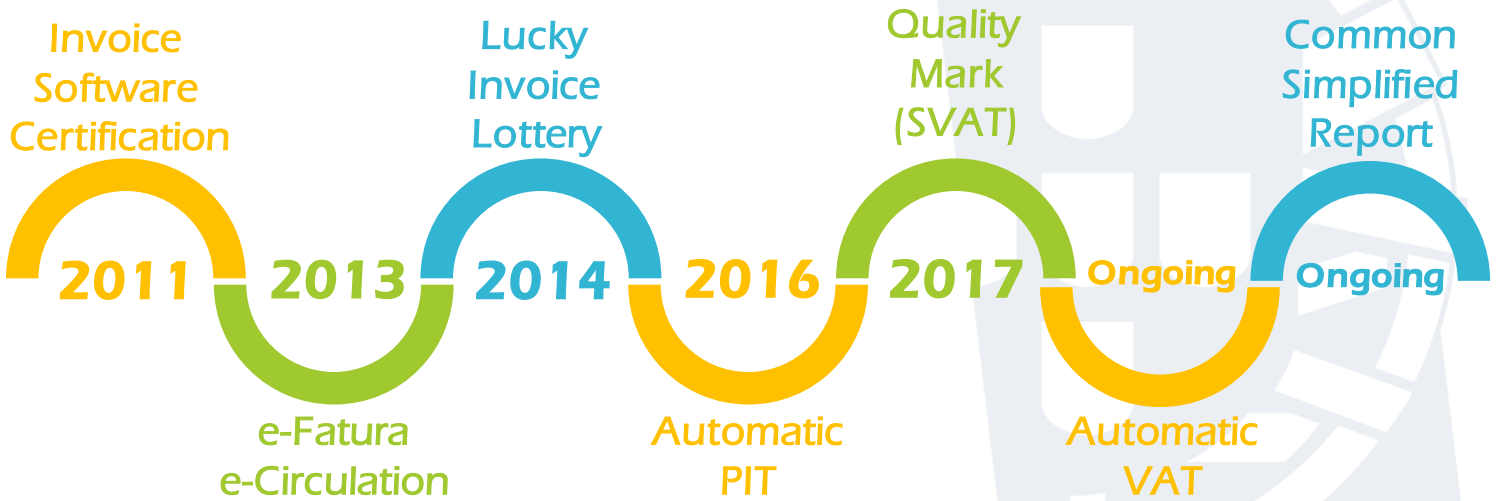 Invoice
Software
Certification
2011
2013
e-Fatura
e-Circulation
Lucky
Invoice
Lottery
2014
2016
Automatic
PIT
Quality
Mark
(SVAT)
2017
Ongoing
Automatic
VAT
Common
Simplified
Report
Ongoing